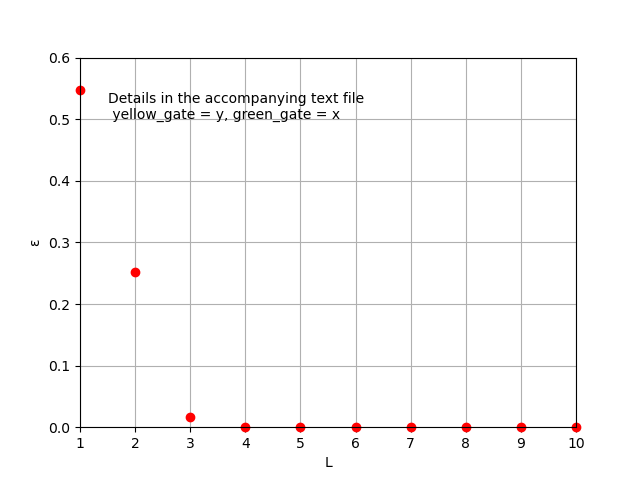 0.6
Details in the accompanying text file
yellow_gate = y, green_gate = x
0.5
0.4
0.3
ε
0.2
0.1
0.0
1 2 3 4 5 6 7 8 9 10
L